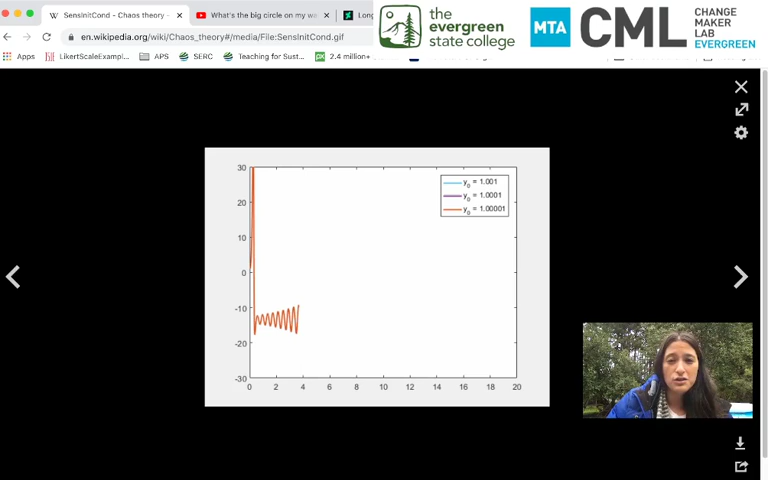 SensInitCond - Chaos theory -
What's the big circle on my wa
Long
en.wikipedia.org/wiki/Chaos_theory#/media/File:SensInitCond.gif
Apps
LikertScaleExampl...
APS
SERC
Teaching for Sust...
2.4 million+
the
evergreen
state college
MTA
CML
CHANGE
MAKER
LAB
EVERGREEN
30
20
10
0
-10
-20
-30
0 2 4 6 8 10 12 14 16 18 20
y0 = 1.001
y0 = 1.0001
y0 = 1.00001